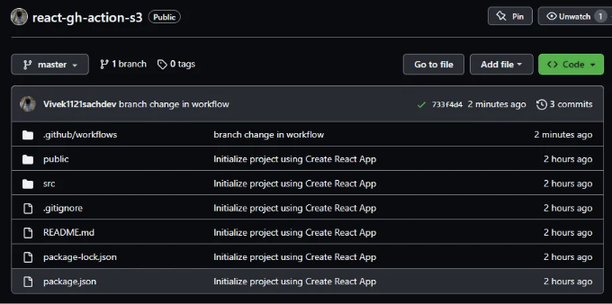 react-gh-action-s3 Public Pin Unwatch 1
master 1 branch 0 tags Go to file Add file Code
Vivek1121sachdev branch change in workflow 733f4d4 2 minutes ago 3 commits
.github/workflows branch change in workflow 2 minutes ago
public Initialize project using Create React App 2 hours ago
src Initialize project using Create React App 2 hours ago
.gitignore Initialize project using Create React App 2 hours ago
README.md Initialize project using Create React App 2 hours ago
package-lock.json Initialize project using Create React App 2 hours ago
package.json Initialize project using Create React App 2 hours ago